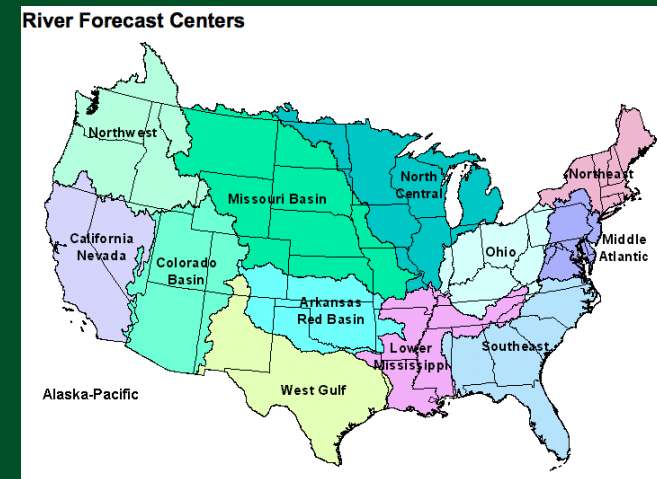 River Forecast Centers
Northwest
Missouri Basin
North
Central
Northeast
California
Nevada
Colorado
Basin
Ohio
Middle
Atlantic
Arkansas
Red Basin
Lower
Mississippi
Southeast
West Gulf
Alaska-Pacific